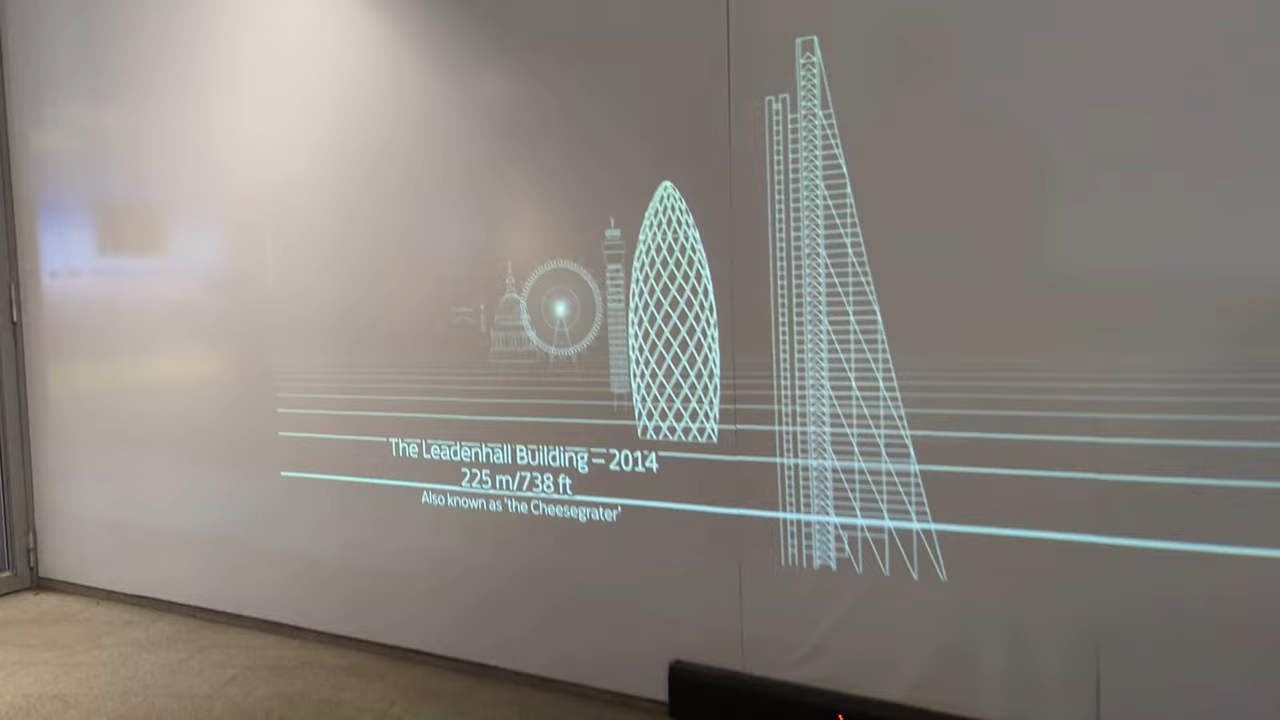 The Leadenhall Building – 2014
225 m/738 ft
Also known as 'the Cheesegrater'